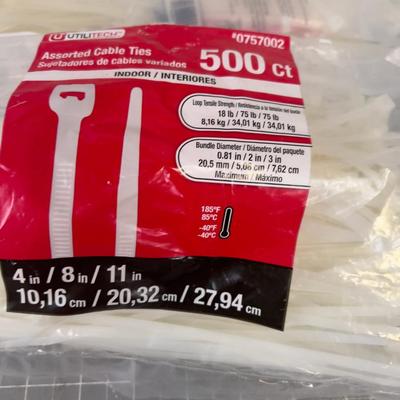 UTILITECH™
#0757002
Assorted Cable Ties
Sujetadores de cables variados
500 Ct
INDOOR / INTERIORES
Loop Tensile Strength /
18 lb / 75 lb / 75 lb
8,16 kg / 34,01 kg / 34,01 kg
Bundle Diameter / Diámetro del paquete
0.81 in / 2 in / 3 in
20,5 mm / 5,08 cm / 7,62 cm
Maximum / Máximo
185°F
85°C
-40°F
-40°C
4 in / 8 in / 11 in
10,16 cm / 20,32 cm / 27,94 cm